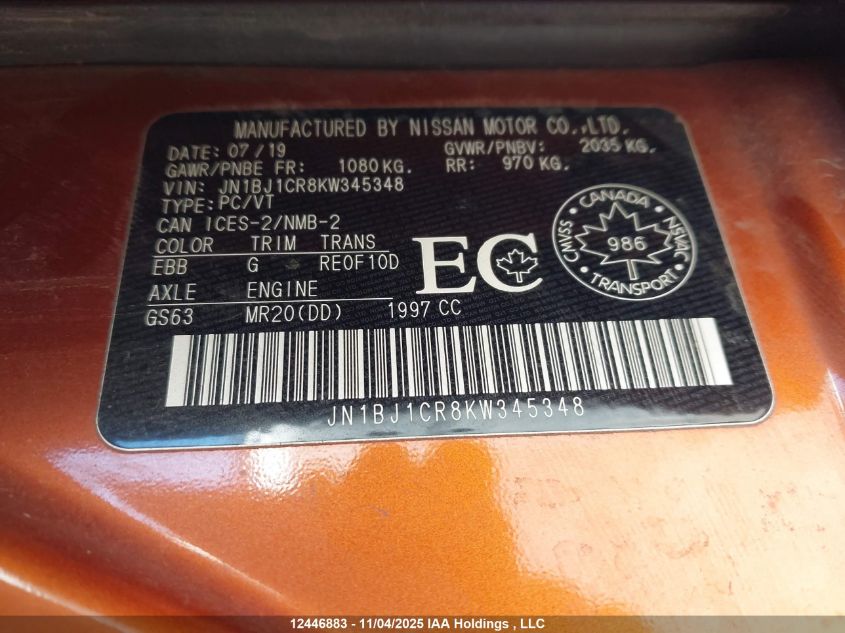 MANUFACTURED BY NISSAN MOTOR CO.,LTD.
DATE: 07/19 GVWR/PNBV: 2035 KG.
GAWR/PNBE FR: 1080 KG. RR: 970 KG.
VIN: JN1BJ1CR8KW345348
TYPE: PC/VT
CAN ICES-2/NMB-2
COLOR TRIM TRANS
EBB G RE0F10D
AXLE ENGINE
GS63 MR20(DD) 1997 CC
EC
CANADA
CMVSS 986 NSVAC
TRANSPORT
JN1BJ1CR8KW345348
12446883 - 11/04/2025 IAA Holdings , LLC